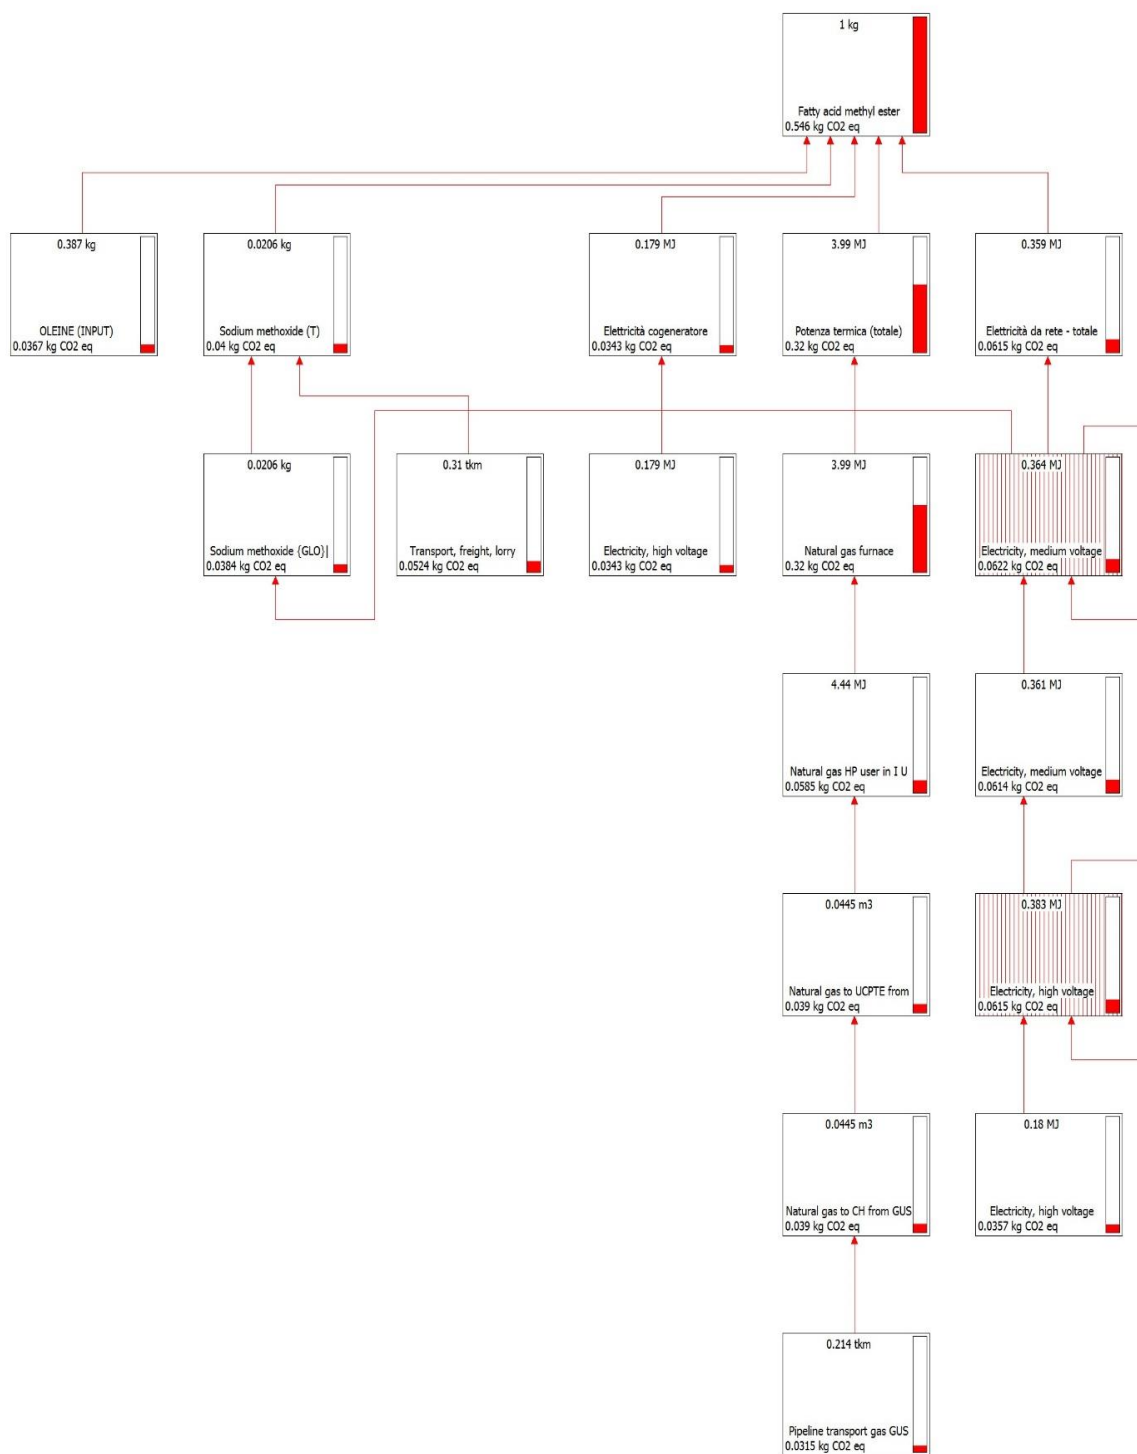 1 kg
Fatty acid methyl ester
0.546 kg CO2 eq
0.387 kg
OLEINE (INPUT)
0.0367 kg CO2 eq
0.0206 kg
Sodium methoxide (T)
0.04 kg CO2 eq
0.179 MJ
Elettricità cogeneratore
0.0343 kg CO2 eq
3.99 MJ
Potenza termica (totale)
0.32 kg CO2 eq
0.359 MJ
Elettricità da rete - totale
0.0615 kg CO2 eq
0.0206 kg
Sodium methoxide {GLO}|
0.0384 kg CO2 eq
0.31 tkm
Transport, freight, lorry
0.0524 kg CO2 eq
0.179 MJ
Electricity, high voltage
0.0343 kg CO2 eq
3.99 MJ
Natural gas furnace
0.32 kg CO2 eq
0.364 MJ
Electricity, medium voltage
0.0622 kg CO2 eq
4.44 MJ
Natural gas HP user in I U
0.0585 kg CO2 eq
0.361 MJ
Electricity, medium voltage
0.0614 kg CO2 eq
0.0445 m3
Natural gas to UCPTE from
0.039 kg CO2 eq
0.383 MJ
Electricity, high voltage
0.0615 kg CO2 eq
0.0445 m3
Natural gas to CH from GUS
0.039 kg CO2 eq
0.18 MJ
Electricity, high voltage
0.0357 kg CO2 eq
0.214 tkm
Pipeline transport gas GUS
0.0315 kg CO2 eq